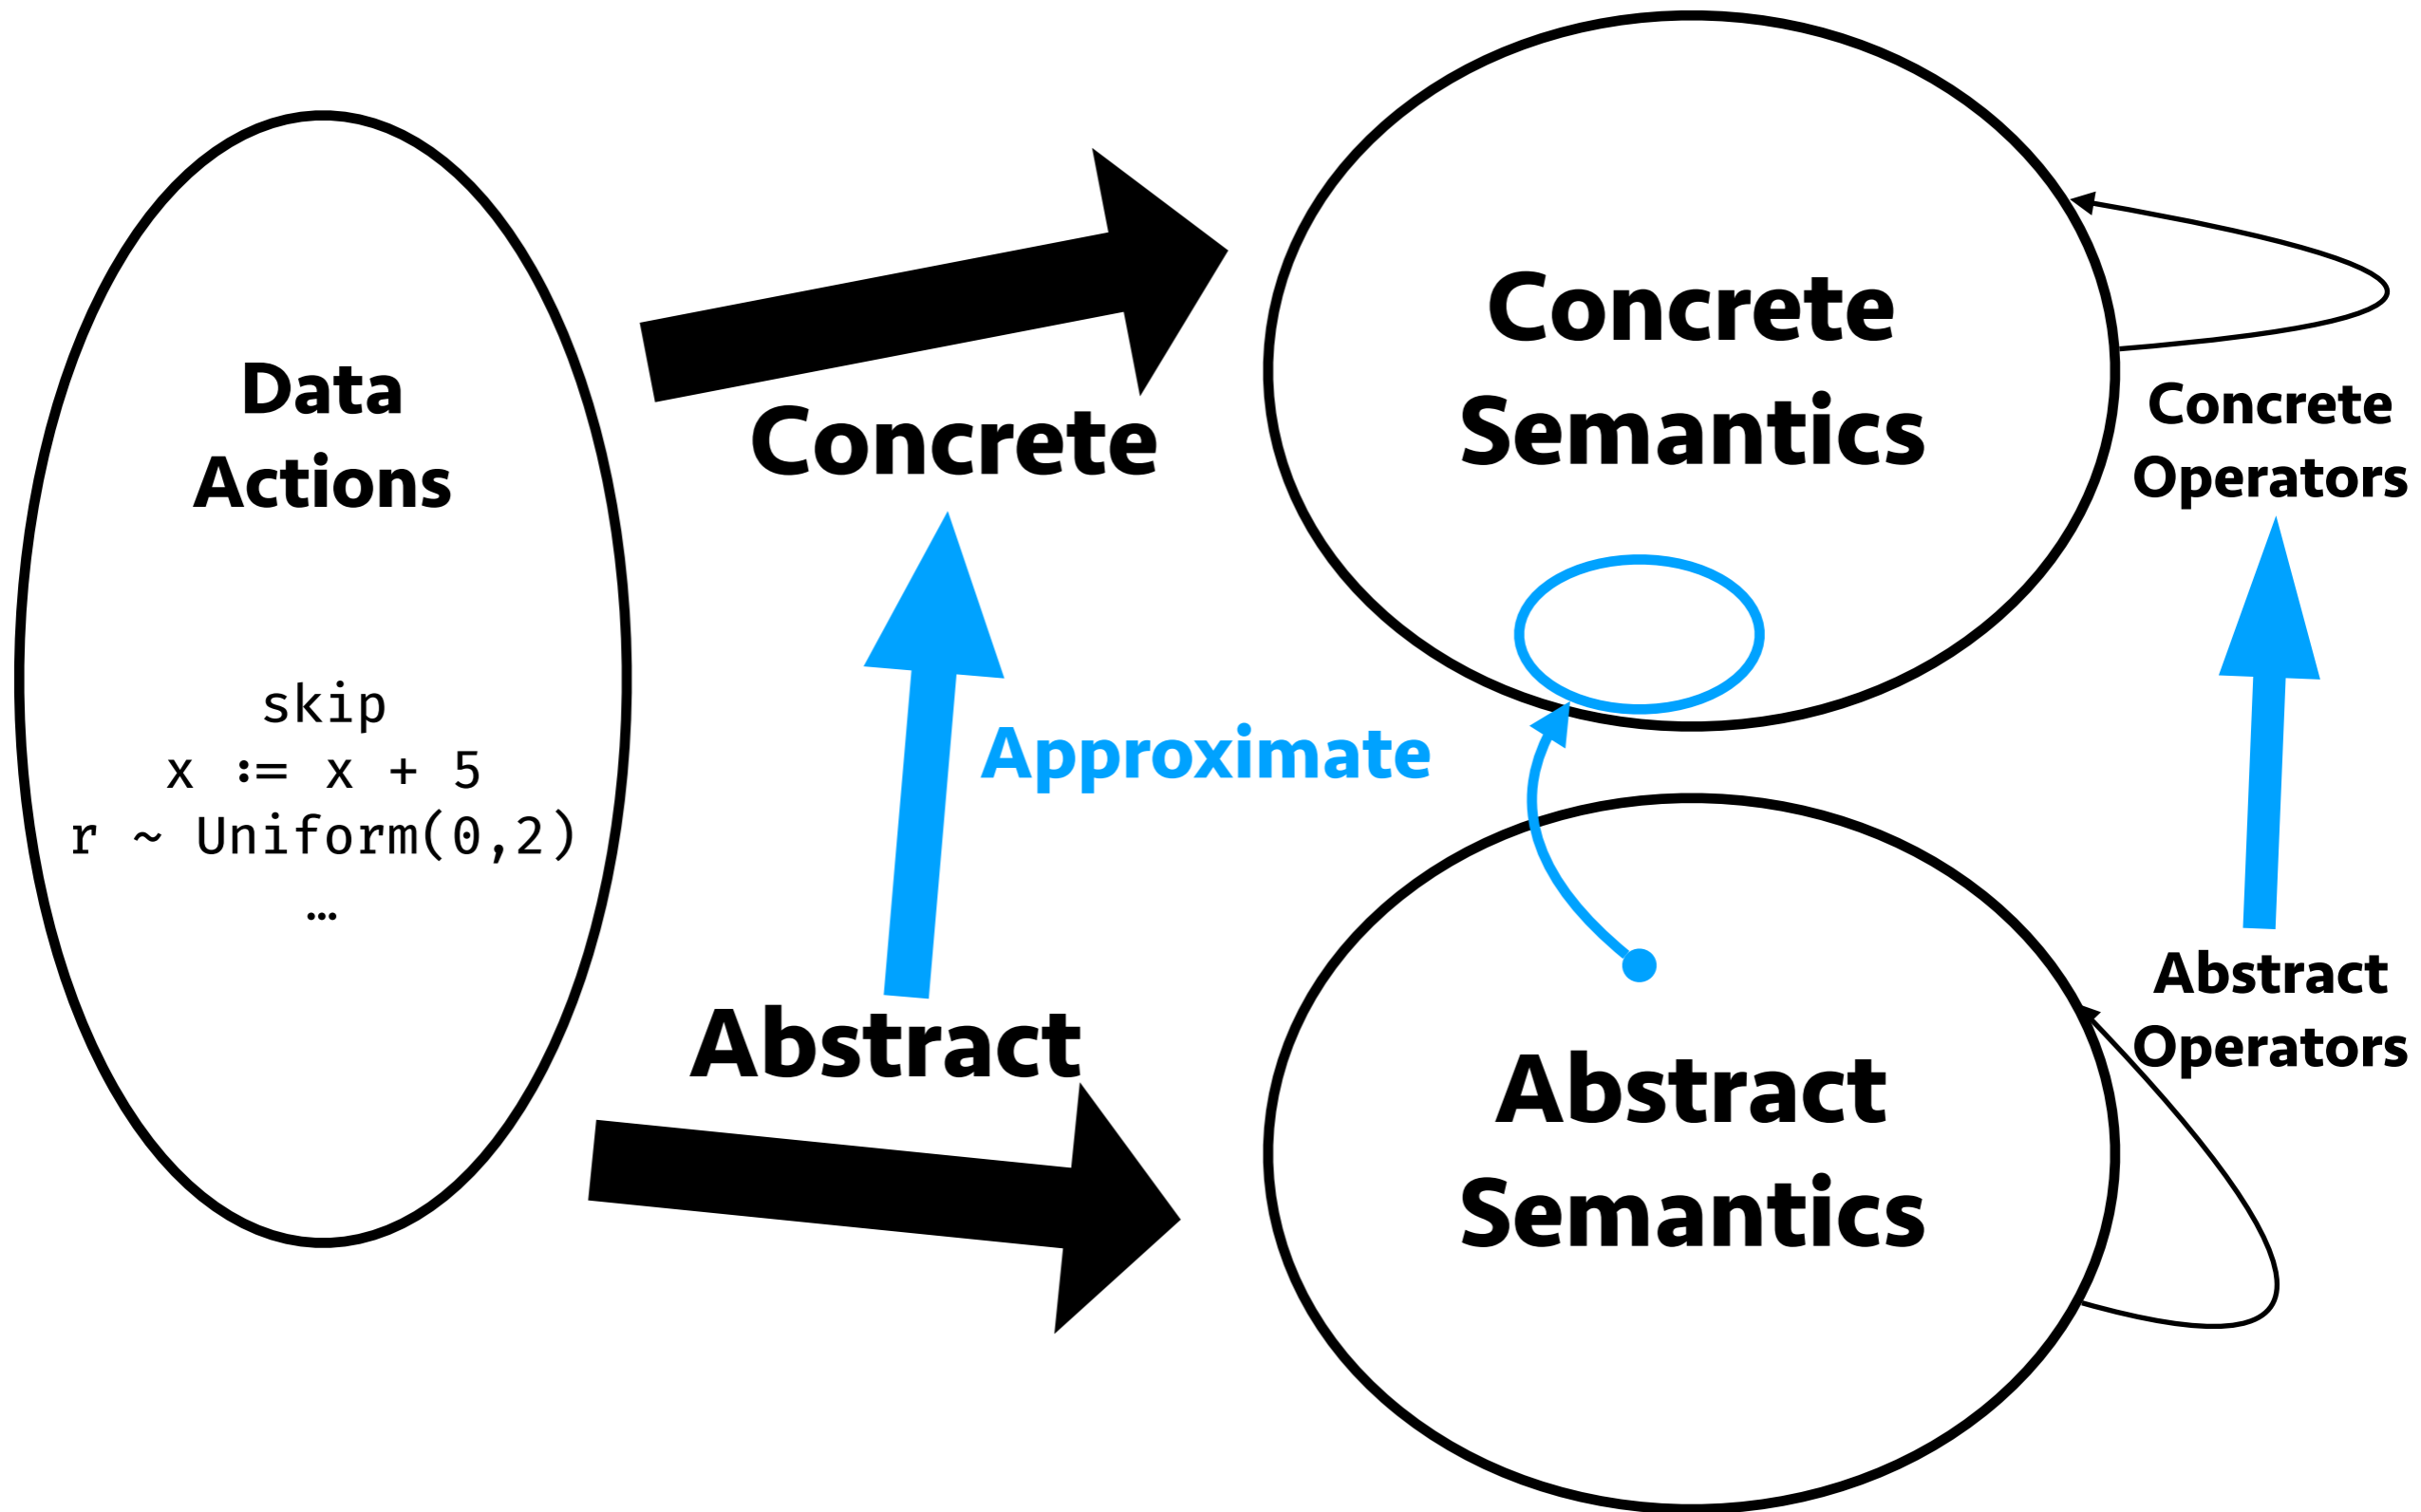 Data
Actions
skip
x := x + 5
r ~ Uniform(0,2)
…
Concrete
Approximate
Abstract
Concrete
Semantics
Abstract
Semantics
Concrete
Operators
Abstract
Operators